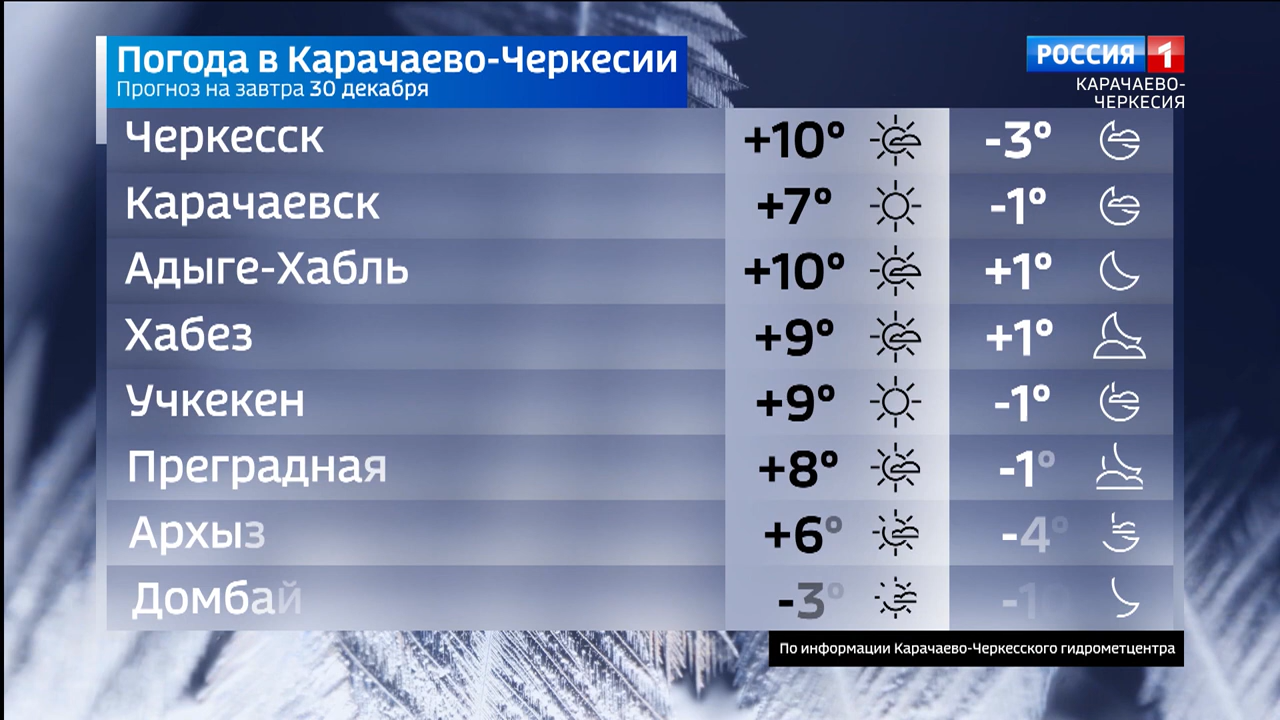 Погода в Карачаево-Черкесии
Прогноз на завтра 30 декабря
РОССИЯ 1
КАРАЧАЕВО-
ЧЕРКЕСИЯ
Черкесск +10° -3°
Карачаевск +7° -1°
Адыге-Хабль +10° +1°
Хабез +9° +1°
Учкекен +9° -1°
Преградная +8° -1°
Архыз +6° -4°
Домбай -3° -10
По информации Карачаево-Черкесского гидрометцентра